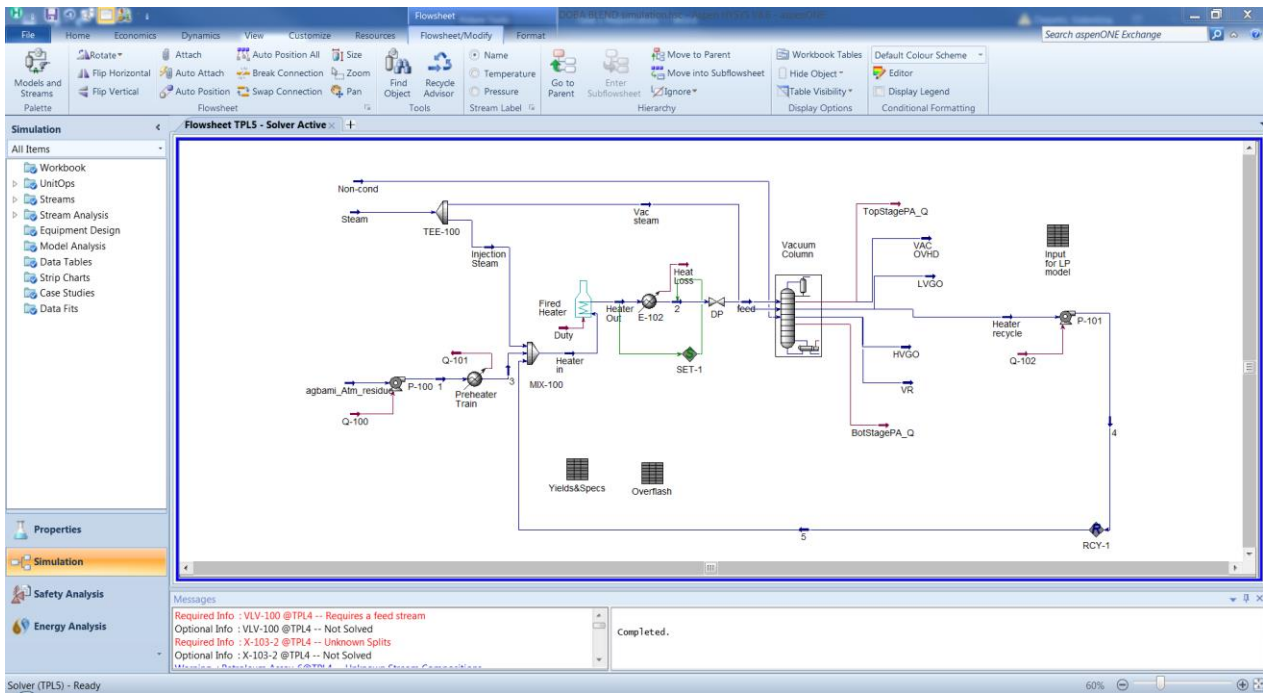 Flowsheet
File
Home
Economics
Dynamics
View
Customize
Resources
Flowsheet/Modify
Format
Search aspenONE Exchange
Models and
Streams
Palette
Rotate
Flip Horizontal
Flip Vertical
Attach
Auto Attach
Auto Position
Auto Position All
Break Connection
Swap Connection
Size
Zoom
Pan
Flowsheet
Find
Object
Recycle
Advisor
Tools
Name
Temperature
Pressure
Stream Label
Go to
Parent
Enter
Subflowsheet
Move to Parent
Move into Subflowsheet
Ignore
Hierarchy
Workbook Tables
Hide Object
Table Visibility
Display Options
Default Colour Scheme
Editor
Display Legend
Conditional Formatting
Simulation
All Items
Workbook
UnitOps
Streams
Stream Analysis
Equipment Design
Model Analysis
Data Tables
Strip Charts
Case Studies
Data Fits
Properties
Simulation
Safety Analysis
Energy Analysis
Flowsheet TPL5 - Solver Active
Non-cond
Steam
TEE-100
Vac
steam
Injection
Steam
TopStagePA_Q
VAC
OVHD
LVGO
Input
for LP
model
Vacuum
Column
Fired
Heater
Duty
Heater
Out
E-102
Heat
Loss
2
DP
feed
SET-1
Heater
recycle
P-101
Q-102
HVGO
VR
BotStagePA_Q
Q-101
agbami_Atm_residue
P-100
1
Preheater
Train
3
MIX-100
Heater
in
Q-100
Yields&Specs
Overflash
4
5
R
RCY-1
Messages
Required Info : VLV-100 @TPL4 -- Requires a feed stream
Optional Info : VLV-100 @TPL4 -- Not Solved
Required Info : X-103-2 @TPL4 -- Unknown Splits
Optional Info : X-103-2 @TPL4 -- Not Solved
Completed.
Solver (TPL5) - Ready
60%